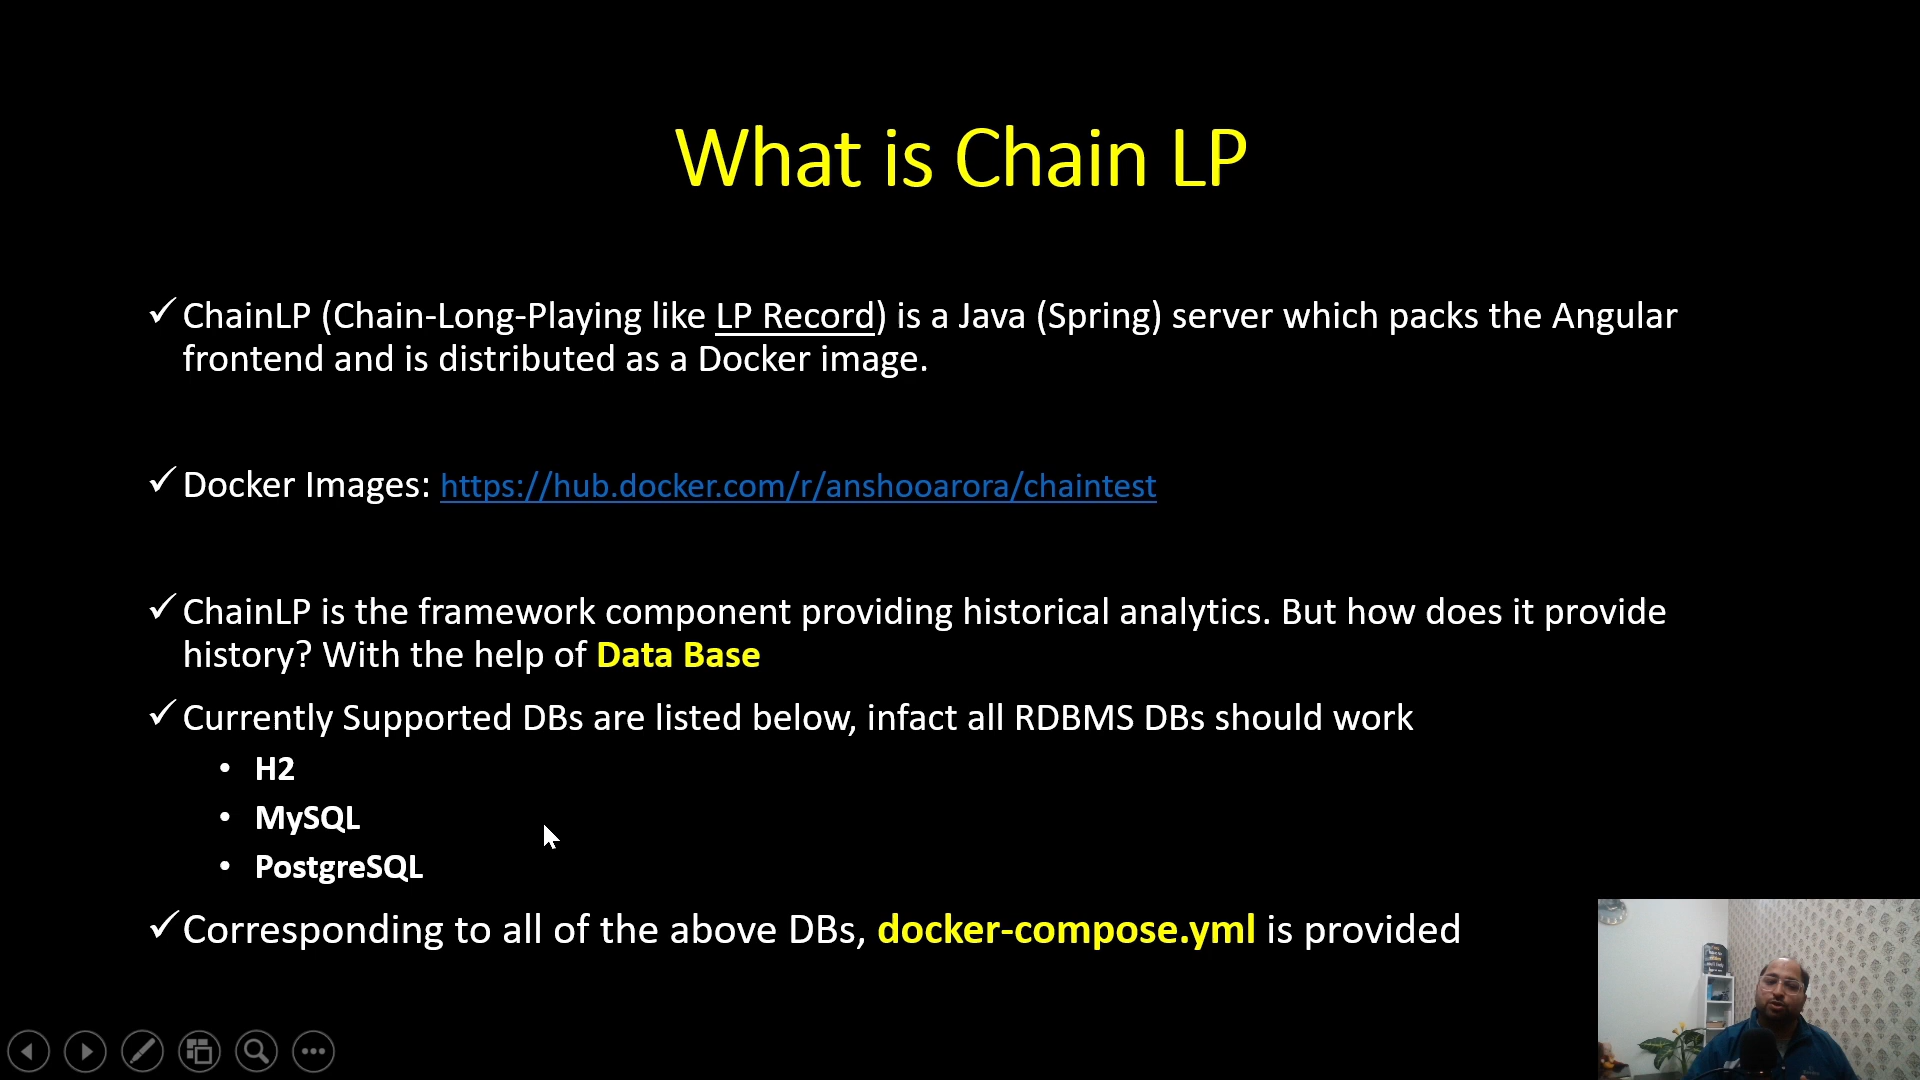 What is Chain LP
✓ ChainLP (Chain-Long-Playing like LP Record) is a Java (Spring) server which packs the Angular
frontend and is distributed as a Docker image.
✓ Docker Images: https://hub.docker.com/r/anshooarora/chaintest
✓ ChainLP is the framework component providing historical analytics. But how does it provide
history? With the help of Data Base
✓ Currently Supported DBs are listed below, infact all RDBMS DBs should work
• H2
• MySQL
• PostgreSQL
✓ Corresponding to all of the above DBs, docker-compose.yml is provided